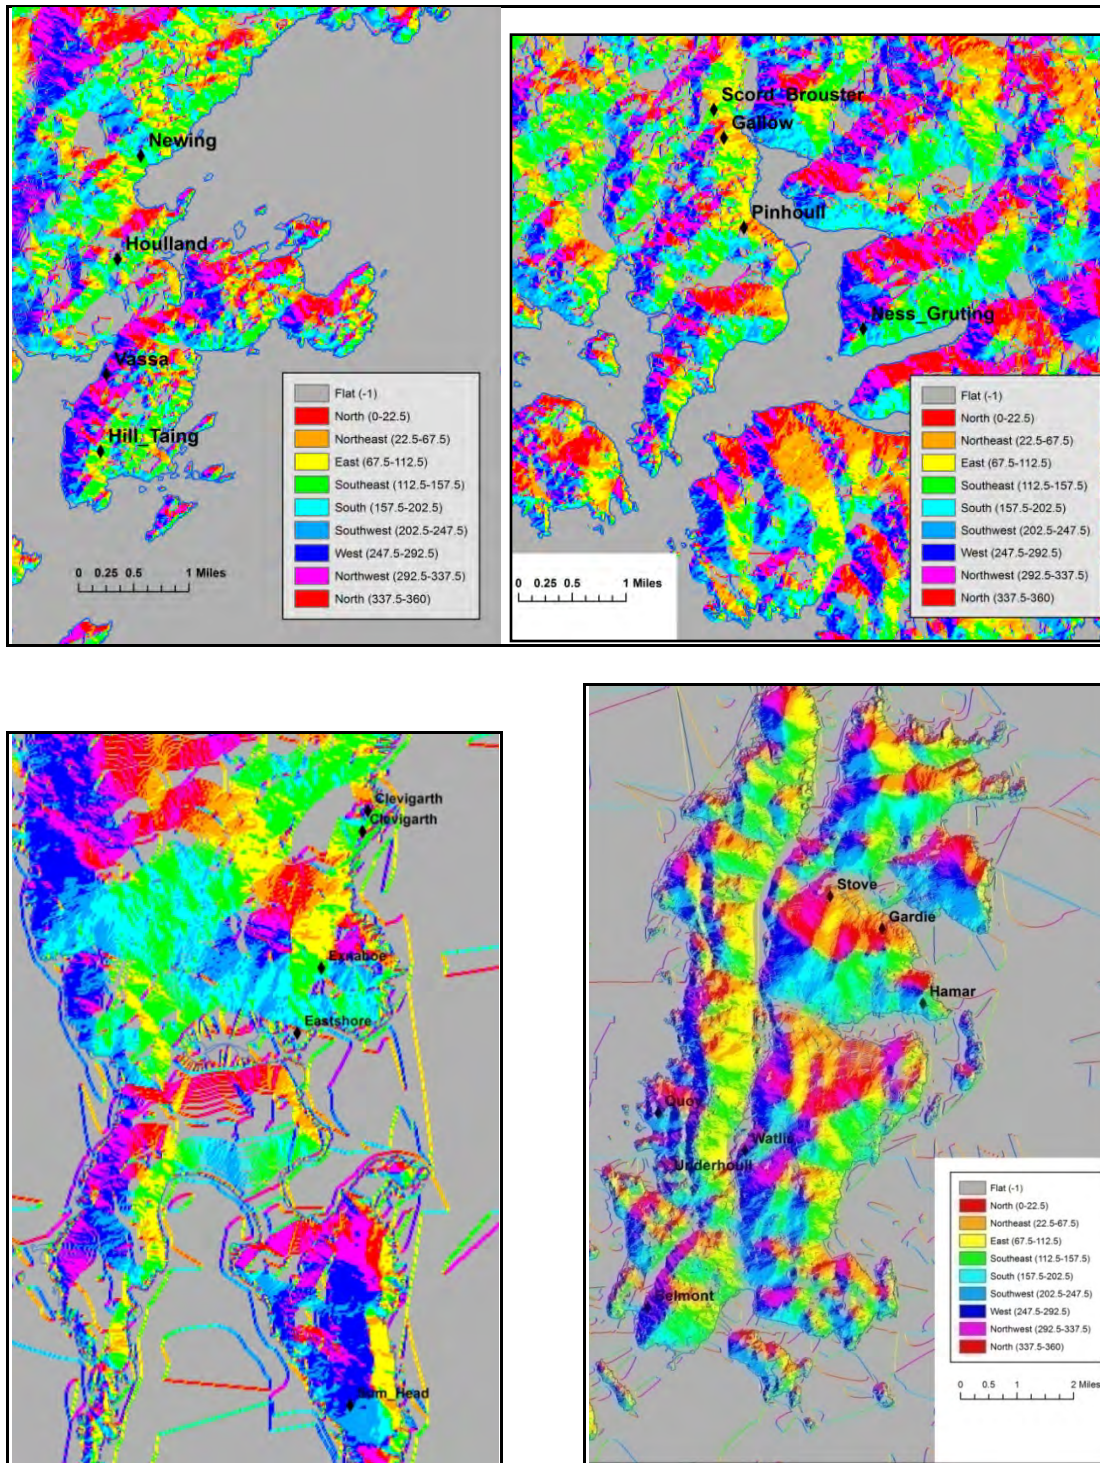 Newing
Houlland
Vassa
Hill_Taing
Flat (-1)
North (0-22.5)
Northeast (22.5-67.5)
East (67.5-112.5)
Southeast (112.5-157.5)
South (157.5-202.5)
Southwest (202.5-247.5)
West (247.5-292.5)
Northwest (292.5-337.5)
North (337.5-360)
0 0.25 0.5 1 Miles
Scord_Brouster
Gallow
Pinhoull
Ness_Gruting
Flat (-1)
North (0-22.5)
Northeast (22.5-67.5)
East (67.5-112.5)
Southeast (112.5-157.5)
South (157.5-202.5)
Southwest (202.5-247.5)
West (247.5-292.5)
Northwest (292.5-337.5)
North (337.5-360)
0 0.25 0.5 1 Miles
Clevigarth
Clevigarth
Exnaboe
Eastshore
Stove
Gardie
Hamar
Watlie
Underhoull
Belmont
Flat (-1)
North (0-22.5)
Northeast (22.5-67.5)
East (67.5-112.5)
Southeast (112.5-157.5)
South (157.5-202.5)
Southwest (202.5-247.5)
West (247.5-292.5)
Northwest (292.5-337.5)
North (337.5-360)
0 0.5 1 2 Miles